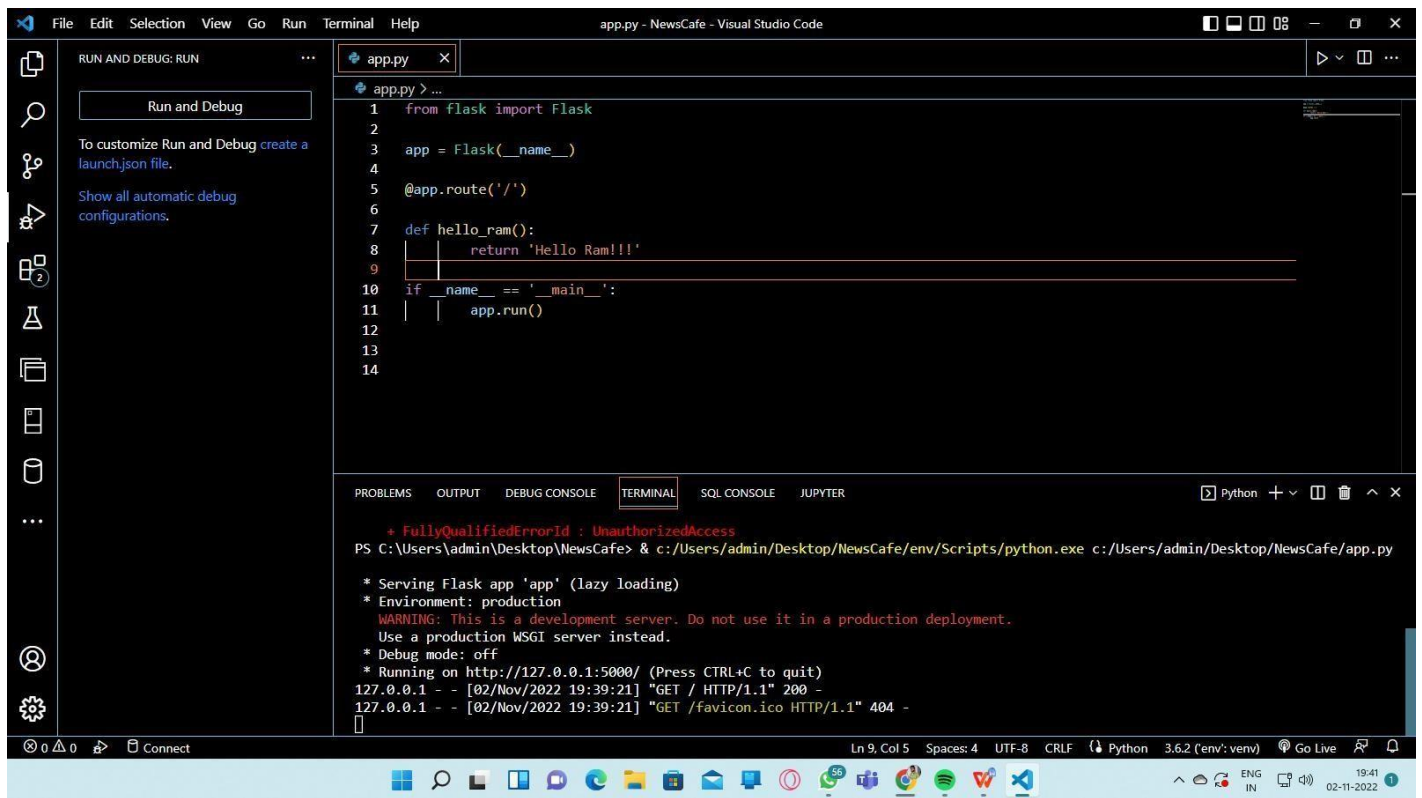 File Edit Selection View Go Run Terminal Help app.py - NewsCafe - Visual Studio Code
RUN AND DEBUG: RUN
Run and Debug
To customize Run and Debug create a
launch.json file.
Show all automatic debug
configurations.
2
app.py
app.py > ...
1 from flask import Flask
2
3 app = Flask(__name__)
4
5 @app.route('/')
6
7 def hello_ram():
8 return 'Hello Ram!!!'
9
10 if __name__ == '__main__':
11 app.run()
12
13
14
PROBLEMS OUTPUT DEBUG CONSOLE TERMINAL SQL CONSOLE JUPYTER Python
+ FullyQualifiedErrorId : UnauthorizedAccess
PS C:\Users\admin\Desktop\NewsCafe> & c:/Users/admin/Desktop/NewsCafe/env/Scripts/python.exe c:/Users/admin/Desktop/NewsCafe/app.py
* Serving Flask app 'app' (lazy loading)
* Environment: production
WARNING: This is a development server. Do not use it in a production deployment.
Use a production WSGI server instead.
* Debug mode: off
* Running on http://127.0.0.1:5000/ (Press CTRL+C to quit)
127.0.0.1 - - [02/Nov/2022 19:39:21] "GET / HTTP/1.1" 200 -
127.0.0.1 - - [02/Nov/2022 19:39:21] "GET /favicon.ico HTTP/1.1" 404 -
0 0 Connect Ln 9, Col 5 Spaces: 4 UTF-8 CRLF Python 3.6.2 ('env': venv) Go Live
56
ENG
IN
19:41
02-11-2022
1